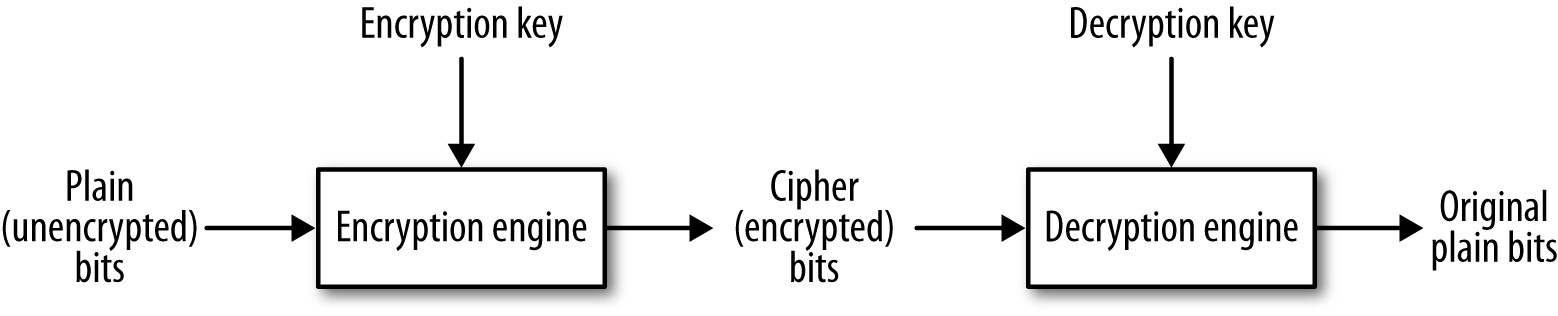 Encryption key
Decryption key
Plain
(unencrypted)
bits
Encryption engine
Cipher
(encrypted)
bits
Decryption engine
Original
plain bits